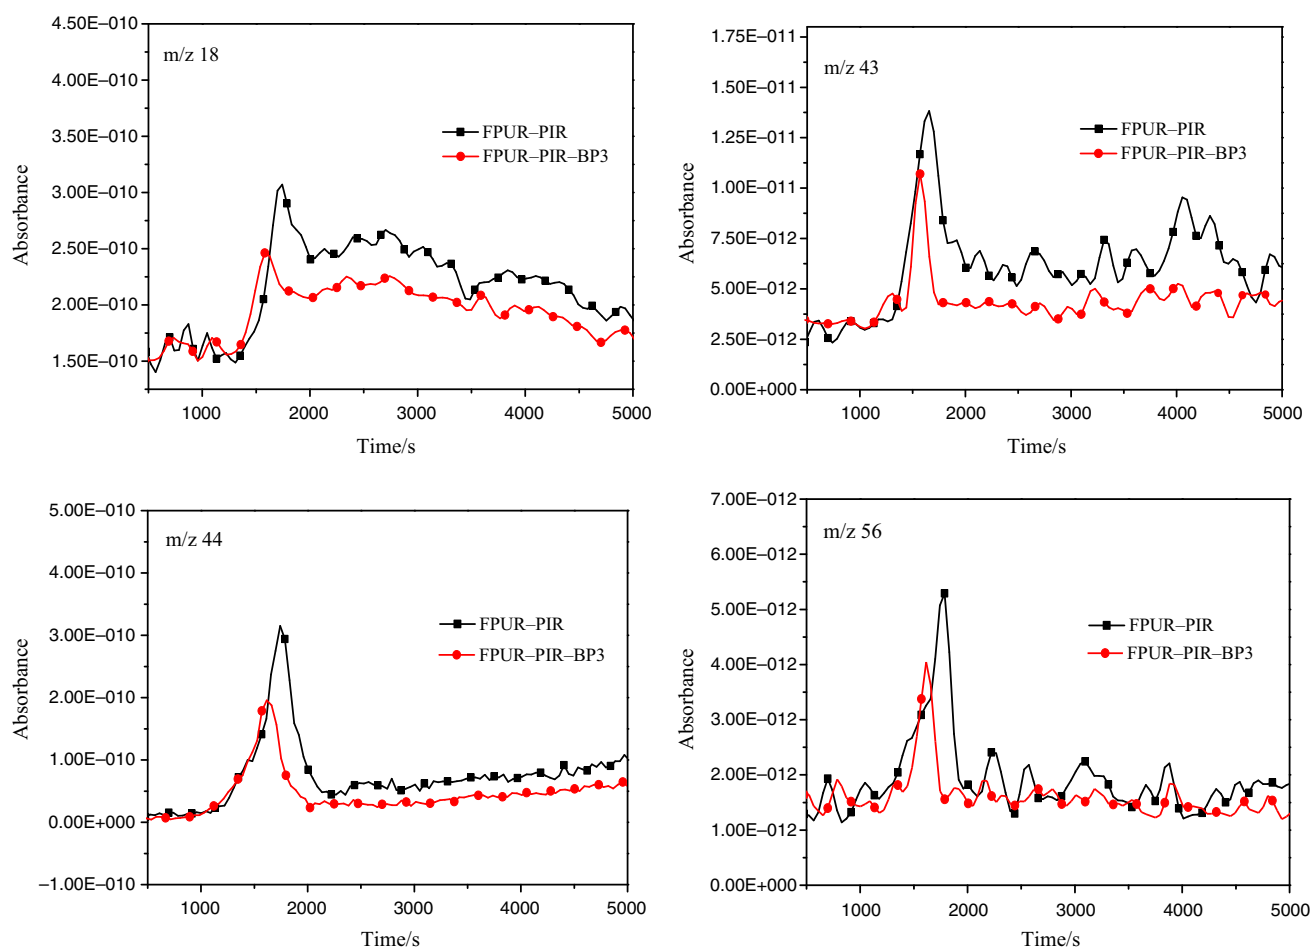 4.50E–010
4.00E–010
3.50E–010
3.00E–010
2.50E–010
2.00E–010
1.50E–010
Absorbance
m/z 18
FPUR–PIR
FPUR–PIR–BP3
1000 2000 3000 4000 5000
Time/s
1.75E–011
1.50E–011
1.25E–011
1.00E–011
7.50E–012
5.00E–012
2.50E–012
0.00E+000
Absorbance
m/z 43
FPUR–PIR
FPUR–PIR–BP3
1000 2000 3000 4000 5000
Time/s
5.00E–010
4.00E–010
3.00E–010
2.00E–010
1.00E–010
0.00E+000
–1.00E–010
Absorbance
m/z 44
FPUR–PIR
FPUR–PIR–BP3
1000 2000 3000 4000 5000
Time/s
7.00E–012
6.00E–012
5.00E–012
4.00E–012
3.00E–012
2.00E–012
1.00E–012
0.00E+000
Absorbance
m/z 56
FPUR–PIR
FPUR–PIR–BP3
1000 2000 3000 4000 5000
Time/s